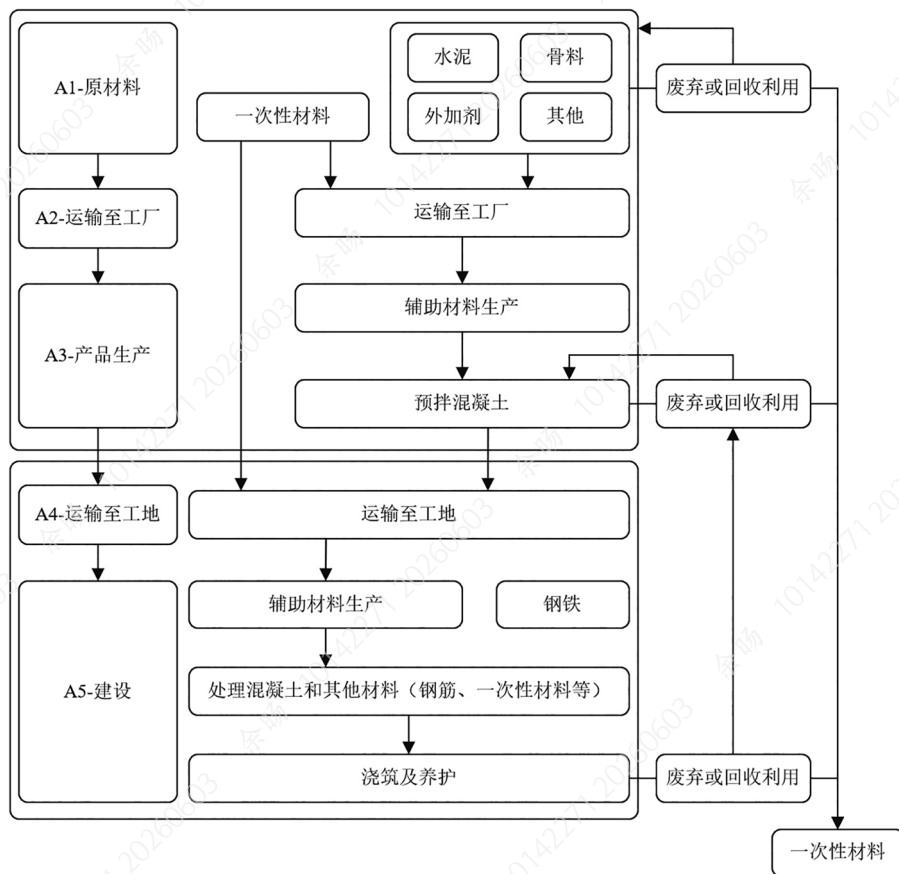 A1-原材料
水泥
骨料
外加剂
其他
废弃或回收利用
一次性材料
A2-运输至工厂
运输至工厂
A3-产品生产
辅助材料生产
预拌混凝土
废弃或回收利用
A4-运输至工地
运输至工地
A5-建设
辅助材料生产
钢铁
处理混凝土和其他材料（钢筋、一次性材料等）
浇筑及养护
废弃或回收利用
一次性材料
余旸 10142271 20260603